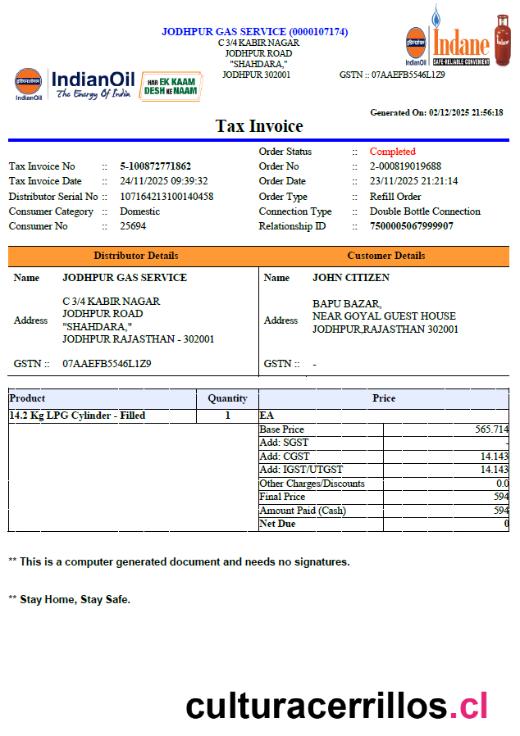 JODHPUR GAS SERVICE (0000107174)
C 3/4 KABIR NAGAR
JODHPUR ROAD
"SHAHDARA,"
JODHPUR 302001
GSTN :: 07AAEFB5546L1Z9
इंडियनऑयल
IndianOil
IndianOil
The Energy Of India
HAR EK KAAM
DESH KE NAAM
IndianOil
Indane
SAFE • RELIABLE • CONVENIENT
Generated On: 02/12/2025 21:56:18
Tax Invoice
Order Status :: Completed
Tax Invoice No :: 5-100872771862 Order No :: 2-000819019688
Tax Invoice Date :: 24/11/2025 09:39:32 Order Date :: 23/11/2025 21:21:14
Distributor Serial No :: 107164213100140458 Order Type :: Refill Order
Consumer Category :: Domestic Connection Type :: Double Bottle Connection
Consumer No :: 25694 Relationship ID :: 7500005067999907
Distributor Details Customer Details
Name JODHPUR GAS SERVICE Name JOHN CITIZEN
Address C 3/4 KABIR NAGAR
JODHPUR ROAD
"SHAHDARA,"
JODHPUR RAJASTHAN - 302001
Address BAPU BAZAR,
NEAR GOYAL GUEST HOUSE
JODHPUR,RAJASTHAN 302001
GSTN :: 07AAEFB5546L1Z9 GSTN :: -
Product Quantity Price
14.2 Kg LPG Cylinder - Filled 1 EA
Base Price 565.714
Add: SGST -
Add: CGST 14.143
Add: IGST/UTGST 14.143
Other Charges/Discounts 0.0
Final Price 594
Amount Paid (Cash) 594
Net Due 0
** This is a computer generated document and needs no signatures.
** Stay Home, Stay Safe.
culturacerrillos.cl